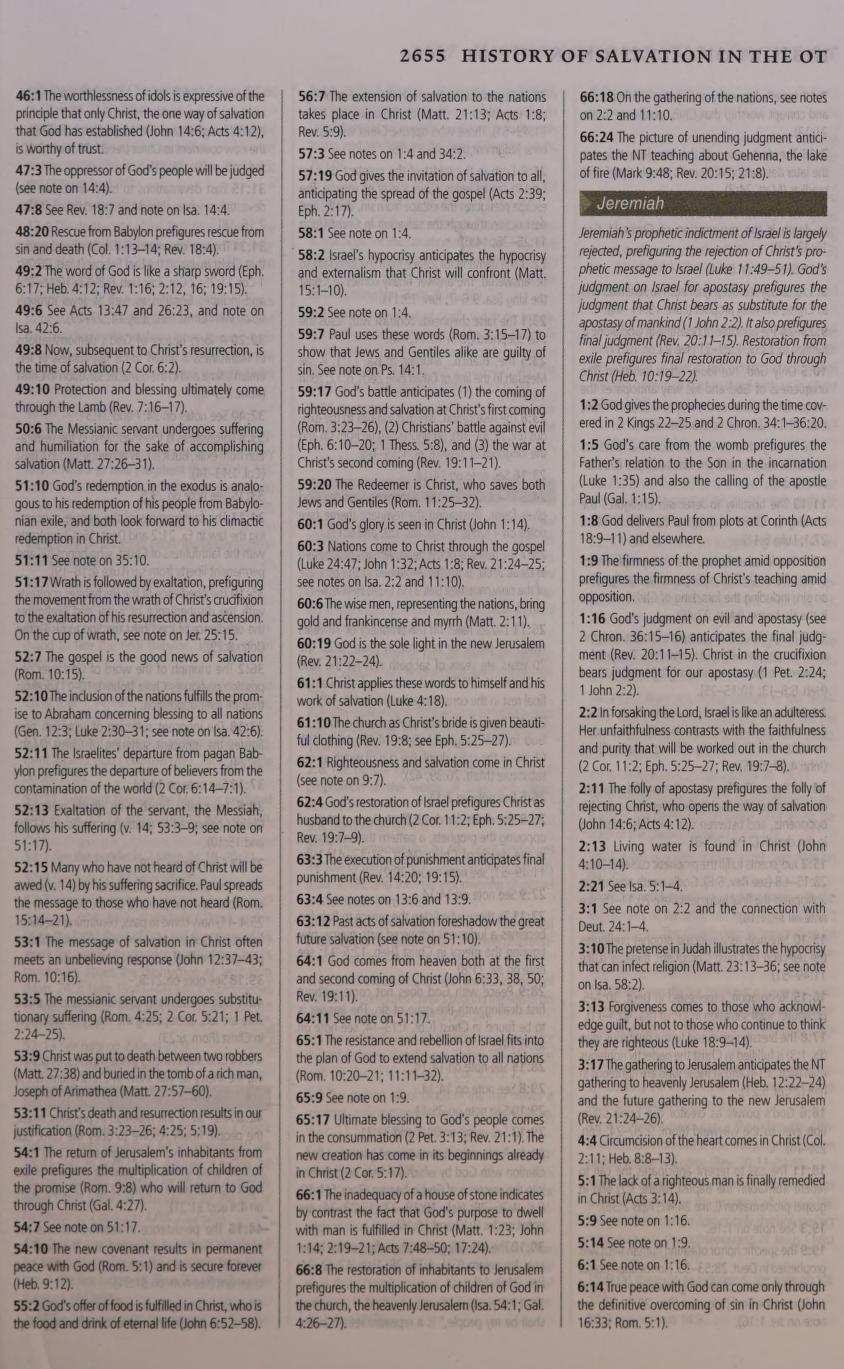 2655 HISTORY OF SALVATION IN THE OT
46:1 The worthlessness of idols is expressive of the
principle that only Christ, the one way of salvation
that God has established (John 14:6; Acts 4:12),
is worthy of trust.
47:3 The oppressor of God's people will be judged
(see note on 14:4).
47:8 See Rev. 18:7 and note on Isa. 14:4.
48:20 Rescue from Babylon prefigures rescue from
sin and death (Col. 1:13–14; Rev. 18:4).
49:2 The word of God is like a sharp sword (Eph.
6:17; Heb. 4:12; Rev. 1:16; 2:12, 16; 19:15).
49:6 See Acts 13:47 and 26:23, and note on
Isa. 42:6.
49:8 Now, subsequent to Christ's resurrection, is
the time of salvation (2 Cor. 6:2).
49:10 Protection and blessing ultimately come
through the Lamb (Rev. 7:16–17).
50:6 The Messianic servant undergoes suffering
and humiliation for the sake of accomplishing
salvation (Matt. 27:26–31).
51:10 God's redemption in the exodus is analo-
gous to his redemption of his people from Babylo-
nian exile, and both look forward to his climactic
redemption in Christ.
51:11 See note on 35:10.
51:17 Wrath is followed by exaltation, prefiguring
the movement from the wrath of Christ's crucifixion
to the exaltation of his resurrection and ascension.
On the cup of wrath, see note on Jer. 25:15.
52:7 The gospel is the good news of salvation
(Rom. 10:15).
52:10 The inclusion of the nations fulfills the prom-
ise to Abraham concerning blessing to all nations
(Gen. 12:3; Luke 2:30–31; see note on Isa. 42:6).
52:11 The Israelites' departure from pagan Bab-
ylon prefigures the departure of believers from the
contamination of the world (2 Cor. 6:14–7:1).
52:13 Exaltation of the servant, the Messiah,
follows his suffering (v. 14; 53:3–9; see note on
51:17).
52:15 Many who have not heard of Christ will be
awed (v. 14) by his suffering sacrifice. Paul spreads
the message to those who have not heard (Rom.
15:14–21).
53:1 The message of salvation in Christ often
meets an unbelieving response (John 12:37–43;
Rom. 10:16).
53:5 The messianic servant undergoes substitu-
tionary suffering (Rom. 4:25; 2 Cor. 5:21; 1 Pet.
2:24–25).
53:9 Christ was put to death between two robbers
(Matt. 27:38) and buried in the tomb of a rich man,
Joseph of Arimathea (Matt. 27:57–60).
53:11 Christ's death and resurrection results in our
justification (Rom. 3:23–26; 4:25; 5:19).
54:1 The return of Jerusalem's inhabitants from
exile prefigures the multiplication of children of
the promise (Rom. 9:8) who will return to God
through Christ (Gal. 4:27).
54:7 See note on 51:17.
54:10 The new covenant results in permanent
peace with God (Rom. 5:1) and is secure forever
(Heb. 9:12).
55:2 God's offer of food is fulfilled in Christ, who is
the food and drink of eternal life (John 6:52–58).
56:7 The extension of salvation to the nations
takes place in Christ (Matt. 21:13; Acts 1:8;
Rev. 5:9).
57:3 See notes on 1:4 and 34:2.
57:19 God gives the invitation of salvation to all,
anticipating the spread of the gospel (Acts 2:39;
Eph. 2:17).
58:1 See note on 1:4.
58:2 Israel's hypocrisy anticipates the hypocrisy
and externalism that Christ will confront (Matt.
15:1–10).
59:2 See note on 1:4.
59:7 Paul uses these words (Rom. 3:15–17) to
show that Jews and Gentiles alike are guilty of
sin. See note on Ps. 14:1.
59:17 God's battle anticipates (1) the coming of
righteousness and salvation at Christ's first coming
(Rom. 3:23–26), (2) Christians' battle against evil
(Eph. 6:10–20; 1 Thess. 5:8), and (3) the war at
Christ's second coming (Rev. 19:11–21).
59:20 The Redeemer is Christ, who saves both
Jews and Gentiles (Rom. 11:25–32).
60:1 God's glory is seen in Christ (John 1:14).
60:3 Nations come to Christ through the gospel
(Luke 24:47; John 1:32; Acts 1:8; Rev. 21:24–25;
see notes on Isa. 2:2 and 11:10).
60:6 The wise men, representing the nations, bring
gold and frankincense and myrrh (Matt. 2:11).
60:19 God is the sole light in the new Jerusalem
(Rev. 21:22–24).
61:1 Christ applies these words to himself and his
work of salvation (Luke 4:18).
61:10 The church as Christ's bride is given beauti-
ful clothing (Rev. 19:8; see Eph. 5:25–27).
62:1 Righteousness and salvation come in Christ
(see note on 9:7).
62:4 God's restoration of Israel prefigures Christ as
husband to the church (2 Cor. 11:2; Eph. 5:25–27;
Rev. 19:7–9).
63:3 The execution of punishment anticipates final
punishment (Rev. 14:20; 19:15).
63:4 See notes on 13:6 and 13:9.
63:12 Past acts of salvation foreshadow the great
future salvation (see note on 51:10).
64:1 God comes from heaven both at the first
and second coming of Christ (John 6:33, 38, 50;
Rev. 19:11).
64:11 See note on 51:17.
65:1 The resistance and rebellion of Israel fits into
the plan of God to extend salvation to all nations
(Rom. 10:20–21; 11:11–32).
65:9 See note on 1:9.
65:17 Ultimate blessing to God's people comes
in the consummation (2 Pet. 3:13; Rev. 21:1). The
new creation has come in its beginnings already
in Christ (2 Cor. 5:17).
66:1 The inadequacy of a house of stone indicates
by contrast the fact that God's purpose to dwell
with man is fulfilled in Christ (Matt. 1:23; John
1:14; 2:19–21; Acts 7:48–50; 17:24).
66:8 The restoration of inhabitants to Jerusalem
prefigures the multiplication of children of God in
the church, the heavenly Jerusalem (Isa. 54:1; Gal.
4:26–27).
66:18 On the gathering of the nations, see notes
on 2:2 and 11:10.
66:24 The picture of unending judgment antici-
pates the NT teaching about Gehenna, the lake
of fire (Mark 9:48; Rev. 20:15; 21:8).
Jeremiah
Jeremiah's prophetic indictment of Israel is largely
rejected, prefiguring the rejection of Christ's pro-
phetic message to Israel (Luke 11:49–51). God's
judgment on Israel for apostasy prefigures the
judgment that Christ bears as substitute for the
apostasy of mankind (1 John 2:2). It also prefigures
final judgment (Rev. 20:11–15). Restoration from
exile prefigures final restoration to God through
Christ (Heb. 10:19–22).
1:2 God gives the prophecies during the time cov-
ered in 2 Kings 22–25 and 2 Chron. 34:1–36:20.
1:5 God's care from the womb prefigures the
Father's relation to the Son in the incarnation
(Luke 1:35) and also the calling of the apostle
Paul (Gal. 1:15).
1:8 God delivers Paul from plots at Corinth (Acts
18:9–11) and elsewhere.
1:9 The firmness of the prophet amid opposition
prefigures the firmness of Christ's teaching amid
opposition.
1:16 God's judgment on evil and apostasy (see
2 Chron. 36:15–16) anticipates the final judg-
ment (Rev. 20:11–15). Christ in the crucifixion
bears judgment for our apostasy (1 Pet. 2:24;
1 John 2:2).
2:2 In forsaking the Lord, Israel is like an adulteress.
Her unfaithfulness contrasts with the faithfulness
and purity that will be worked out in the church
(2 Cor. 11:2; Eph. 5:25–27; Rev. 19:7–8).
2:11 The folly of apostasy prefigures the folly of
rejecting Christ, who opens the way of salvation
(John 14:6; Acts 4:12).
2:13 Living water is found in Christ (John
4:10–14).
2:21 See Isa. 5:1–4.
3:1 See note on 2:2 and the connection with
Deut. 24:1–4.
3:10 The pretense in Judah illustrates the hypocrisy
that can infect religion (Matt. 23:13–36; see note
on Isa. 58:2).
3:13 Forgiveness comes to those who acknowl-
edge guilt, but not to those who continue to think
they are righteous (Luke 18:9–14).
3:17 The gathering to Jerusalem anticipates the NT
gathering to heavenly Jerusalem (Heb. 12:22–24)
and the future gathering to the new Jerusalem
(Rev. 21:24–26).
4:4 Circumcision of the heart comes in Christ (Col.
2:11; Heb. 8:8–13).
5:1 The lack of a righteous man is finally remedied
in Christ (Acts 3:14).
5:9 See note on 1:16.
5:14 See note on 1:9.
6:1 See note on 1:16.
6:14 True peace with God can come only through
the definitive overcoming of sin in Christ (John
16:33; Rom. 5:1).